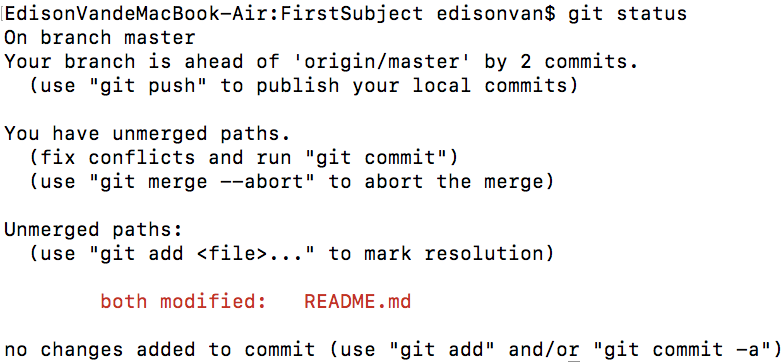 EdisonVandeMacBook-Air:FirstSubject edisonvan$ git status
On branch master
Your branch is ahead of 'origin/master' by 2 commits.
  (use "git push" to publish your local commits)

You have unmerged paths.
  (fix conflicts and run "git commit")
  (use "git merge --abort" to abort the merge)

Unmerged paths:
  (use "git add <file>..." to mark resolution)

        both modified:   README.md

no changes added to commit (use "git add" and/or "git commit -a")